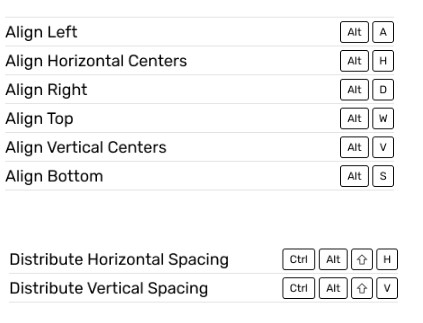 Align Left Alt A
Align Horizontal Centers Alt H
Align Right Alt D
Align Top Alt W
Align Vertical Centers Alt V
Align Bottom Alt S
Distribute Horizontal Spacing Ctrl Alt ⇧ H
Distribute Vertical Spacing Ctrl Alt ⇧ V